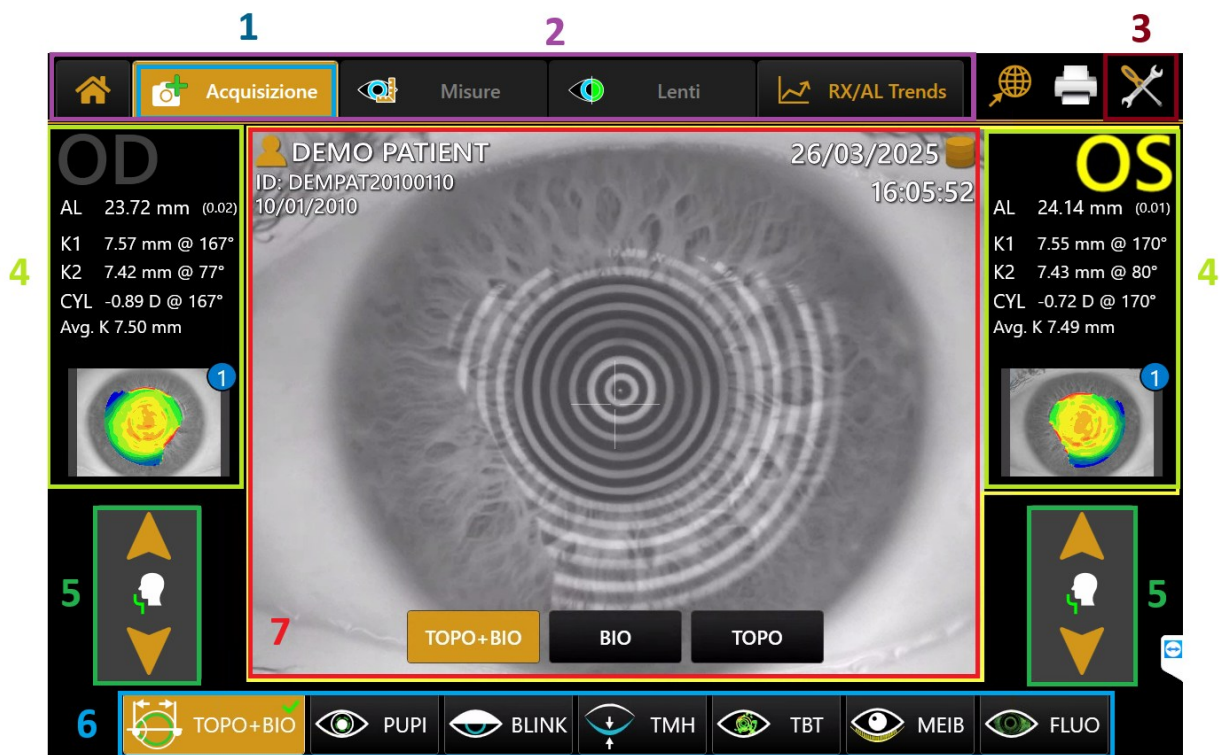 1
2
3
Acquisizione
Misure
Lenti
RX/AL Trends
OD
AL 23.72 mm (0.02)
K1 7.57 mm @ 167°
K2 7.42 mm @ 77°
CYL -0.89 D @ 167°
Avg. K 7.50 mm
1
4
DEMO PATIENT
ID: DEMPAT20100110
10/01/2010
26/03/2025
16:05:52
OS
AL 24.14 mm (0.01)
K1 7.55 mm @ 170°
K2 7.43 mm @ 80°
CYL -0.72 D @ 170°
Avg. K 7.49 mm
1
4
5
7
TOPO+BIO
BIO
TOPO
5
6
TOPO+BIO
PUPI
BLINK
TMH
TBT
MEIB
FLUO